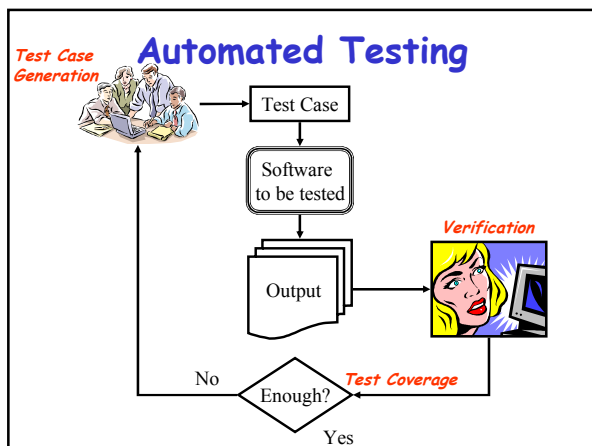 Automated Testing
Test Case
Generation
Test Case
Software
to be tested
Verification
Output
No
Enough?
Test Coverage
Yes